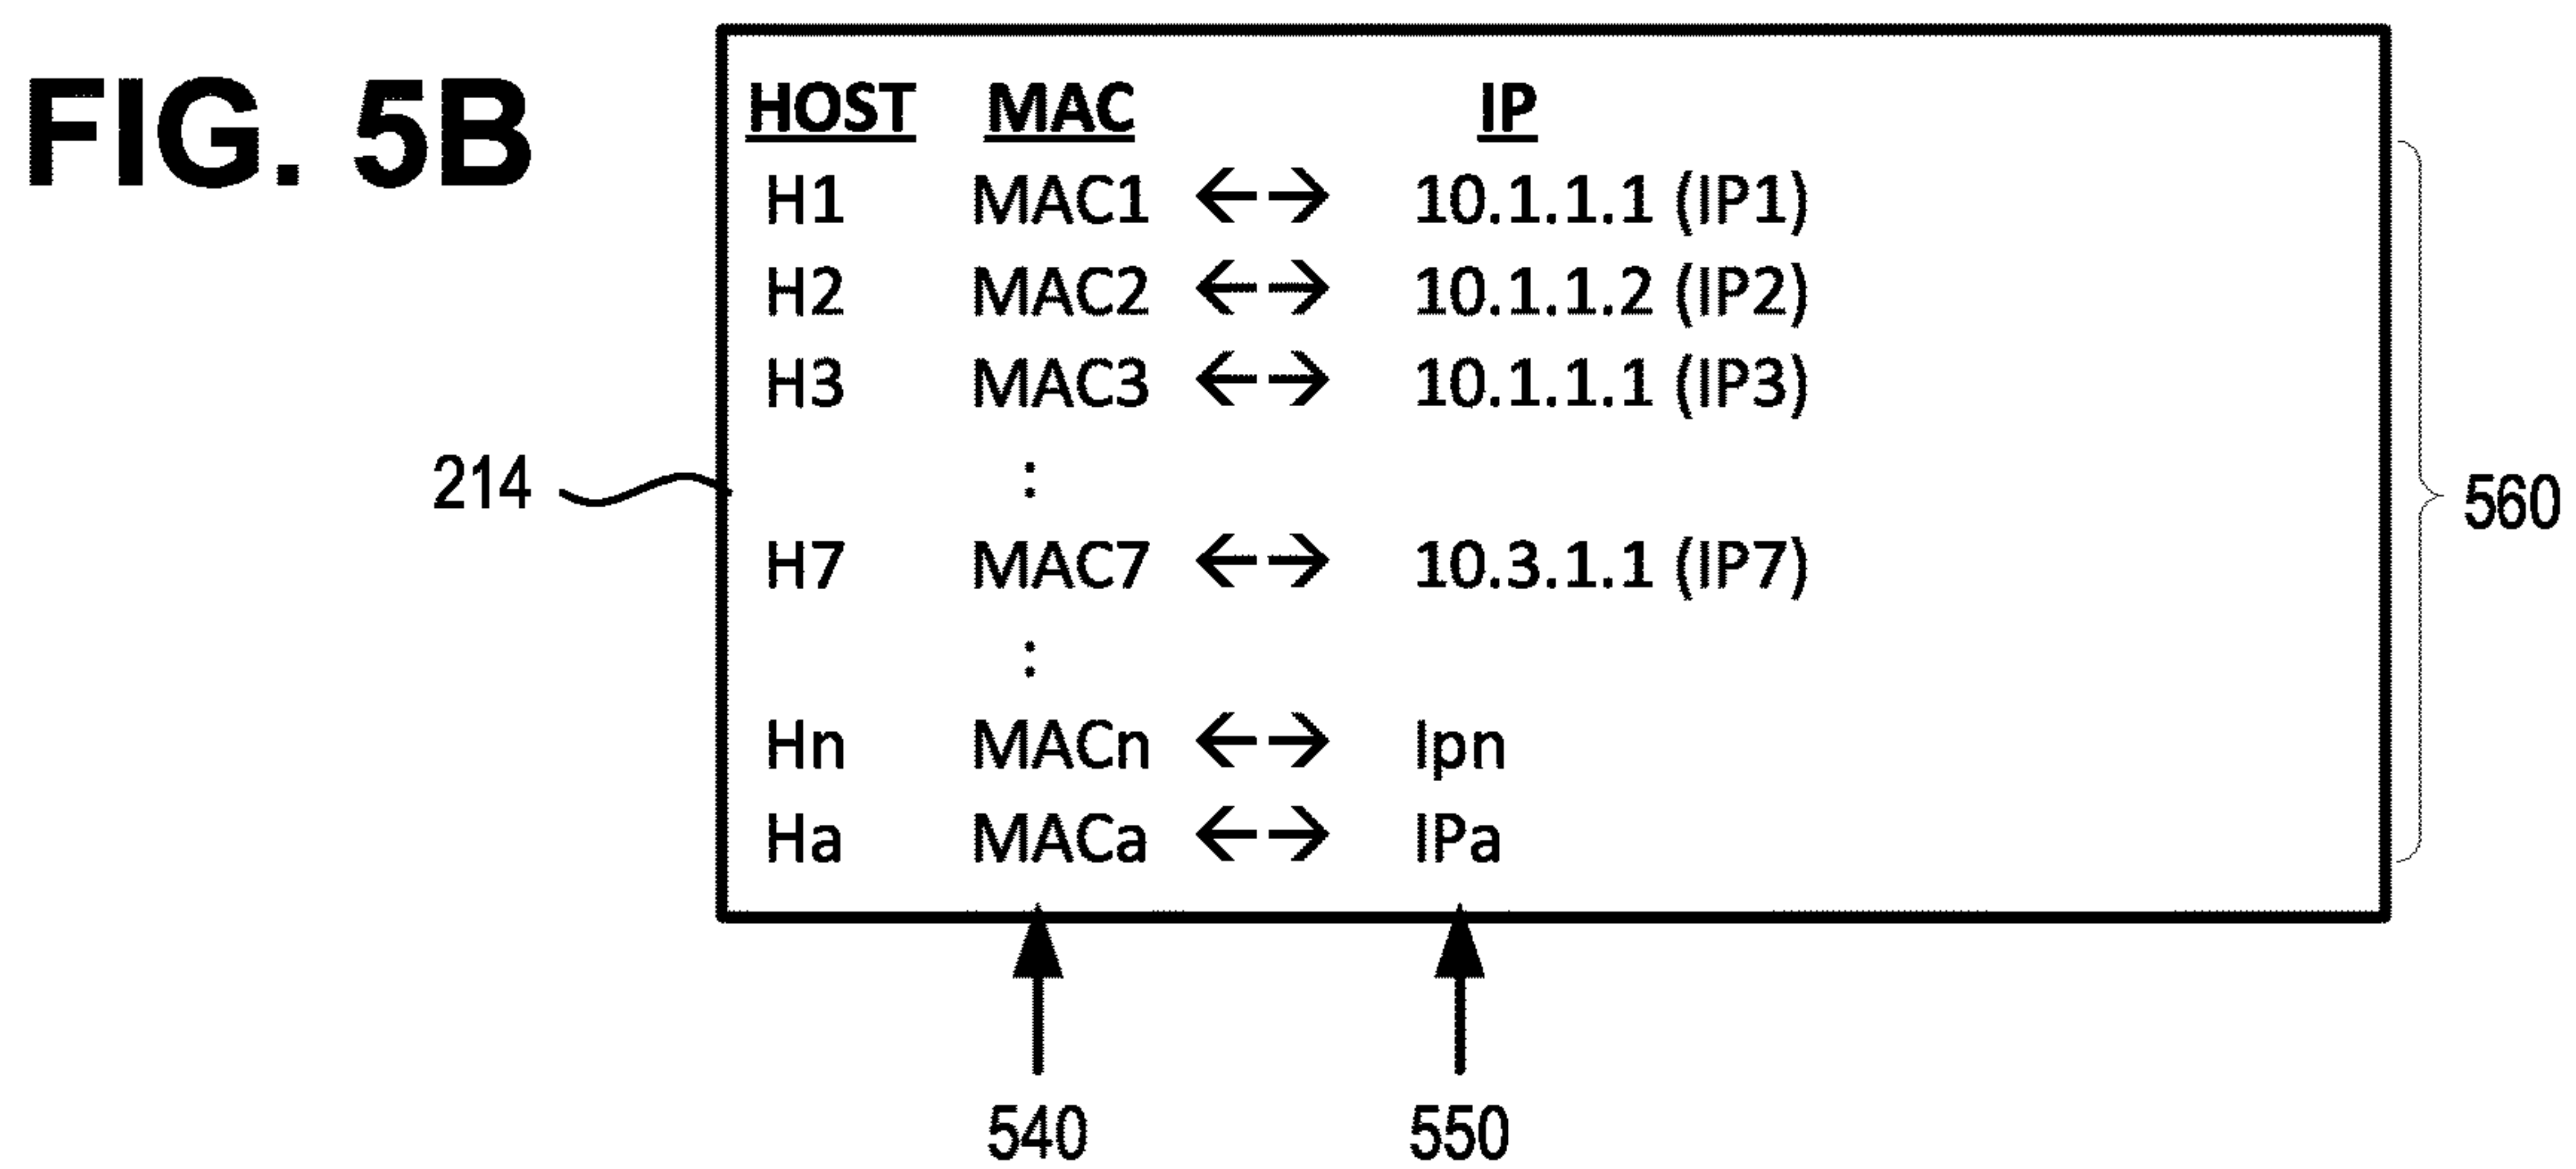 FIG. 5B
HOST MAC IP
H1 MAC1 ←→ 10.1.1.1 (IP1)
H2 MAC2 ←→ 10.1.1.2 (IP2)
H3 MAC3 ←→ 10.1.1.1 (IP3)
:
214
560
H7 MAC7 ←→ 10.3.1.1 (IP7)
:
Hn MACn ←→ Ipn
Ha MACa ←→ IPa
540 550